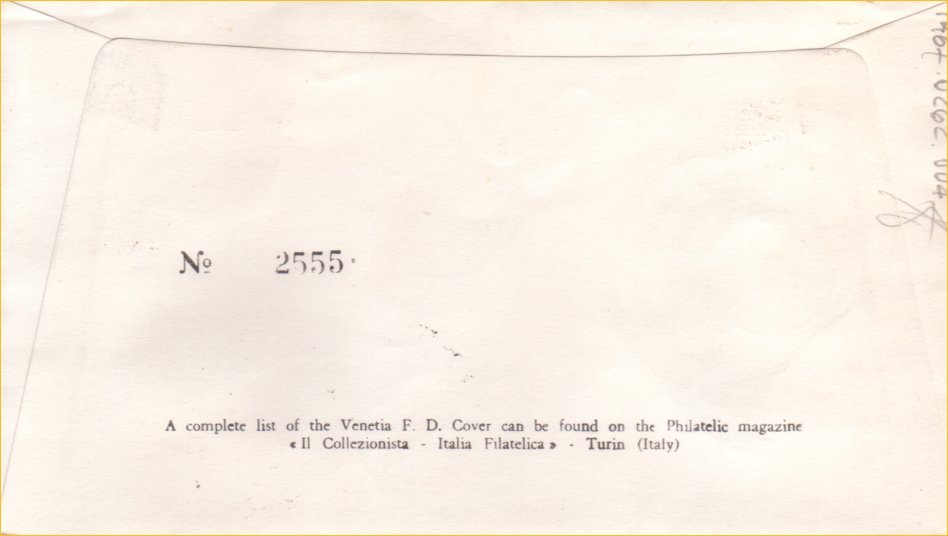 № 2555
A complete list of the Venetia F. D. Cover can be found on the Philatelic magazine
« Il Collezionista - Italia Filatelica » - Turin (Italy)